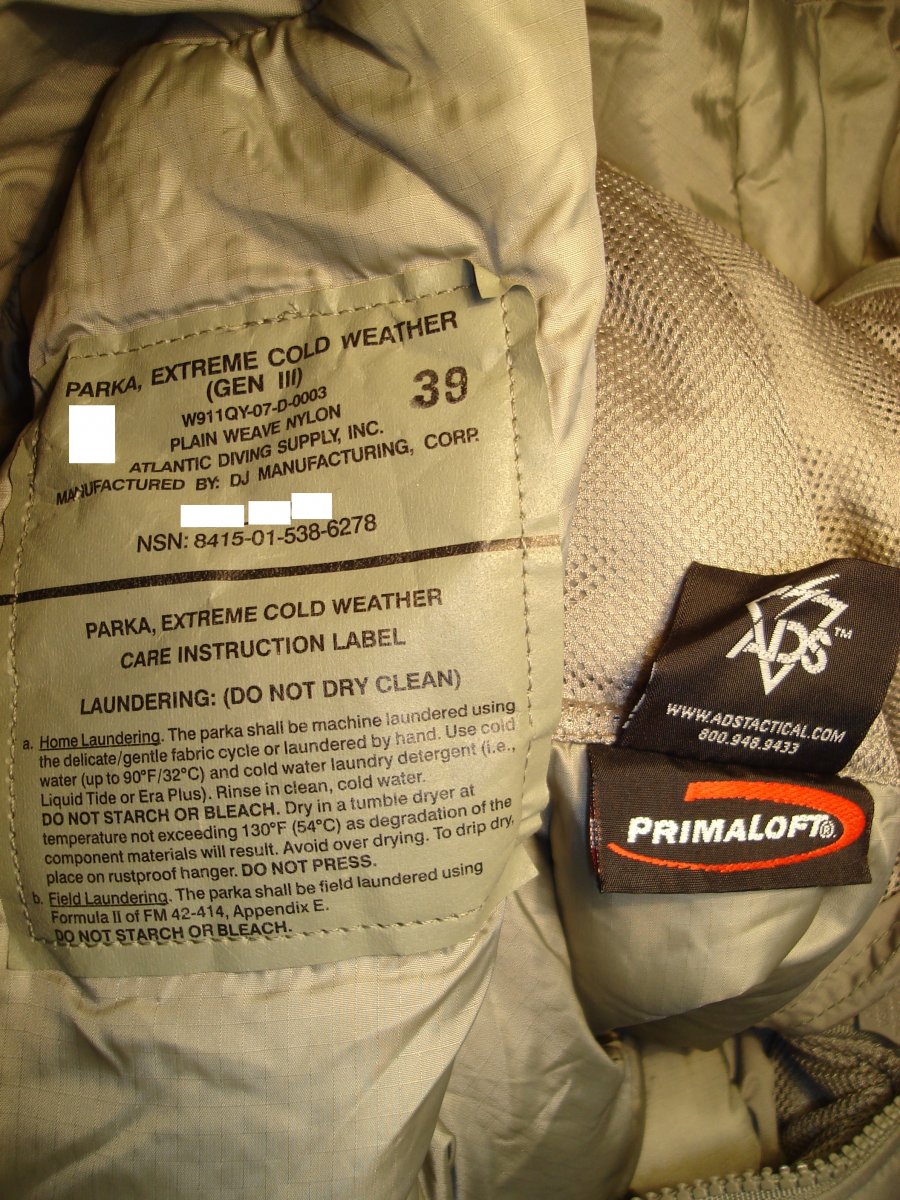 PARKA, EXTREME COLD WEATHER
(GEN III)
39
W911QY-07-D-0003
PLAIN WEAVE NYLON
ATLANTIC DIVING SUPPLY, INC.
MANUFACTURED BY: DJ MANUFACTURING, CORP.
NSN: 8415-01-538-6278
PARKA, EXTREME COLD WEATHER
CARE INSTRUCTION LABEL
LAUNDERING: (DO NOT DRY CLEAN)
a. Home Laundering. The parka shall be machine laundered using
the delicate/gentle fabric cycle or laundered by hand. Use cold
water (up to 90°F/32°C) and cold water laundry detergent (i.e.,
Liquid Tide or Era Plus). Rinse in clean, cold water.
DO NOT STARCH OR BLEACH. Dry in a tumble dryer at
temperature not exceeding 130°F (54°C) as degradation of the
component materials will result. Avoid over drying. To drip dry,
place on rustproof hanger. DO NOT PRESS.
b. Field Laundering. The parka shall be field laundered using
Formula II of FM 42-414, Appendix E.
DO NOT STARCH OR BLEACH.
ADS™
WWW.ADSTACTICAL.COM
800.948.9433
PRIMALOFT®